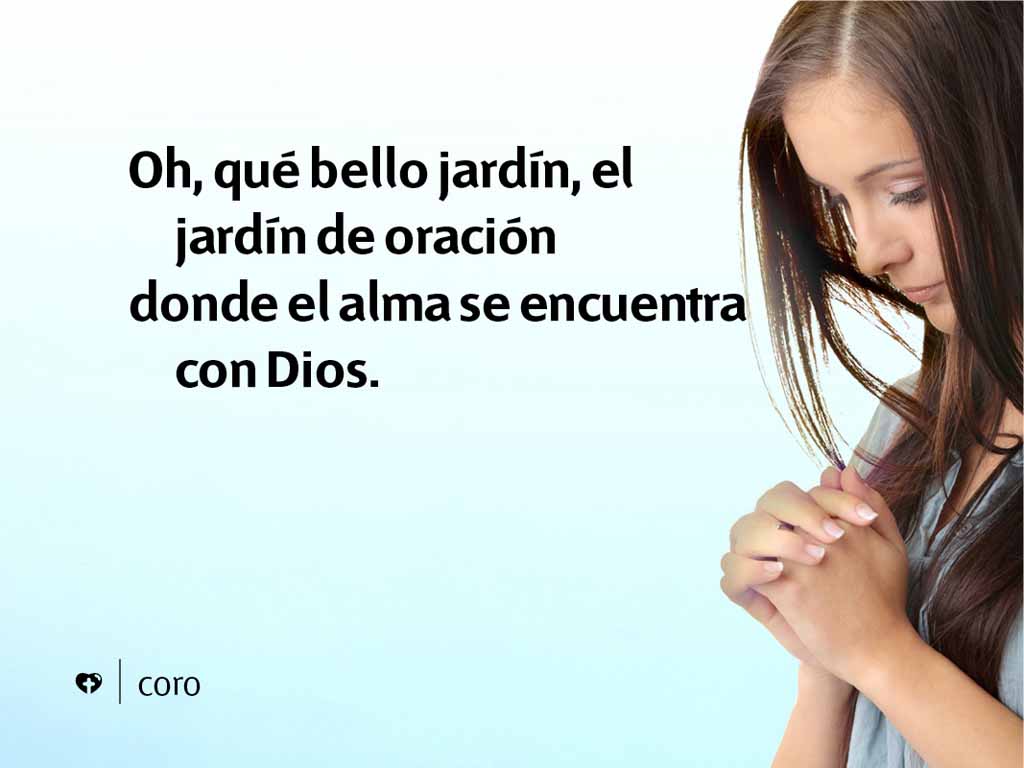 Oh, qué bello jardín, el
jardín de oración
donde el alma se encuentra
con Dios.
coro